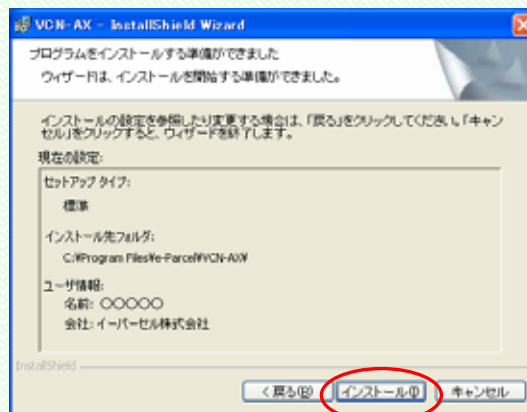 VCN-AX - InstallShield Wizard
プログラムをインストールする準備ができました
ウィザードは、インストールを開始する準備ができました。
インストールの設定を参照したり変更する場合は、「戻る」をクリックしてください。「キャン
セル」をクリックすると、ウィザードを終了します。
現在の設定:
セットアップ タイプ:
標準
インストール先フォルダ:
C:¥Program Files¥e-Parcel¥VCN-AX¥
ユーザ情報:
名前: ○○○○○
会社: イーパーセル株式会社
InstallShield
< 戻る(B) インストール(I) キャンセル